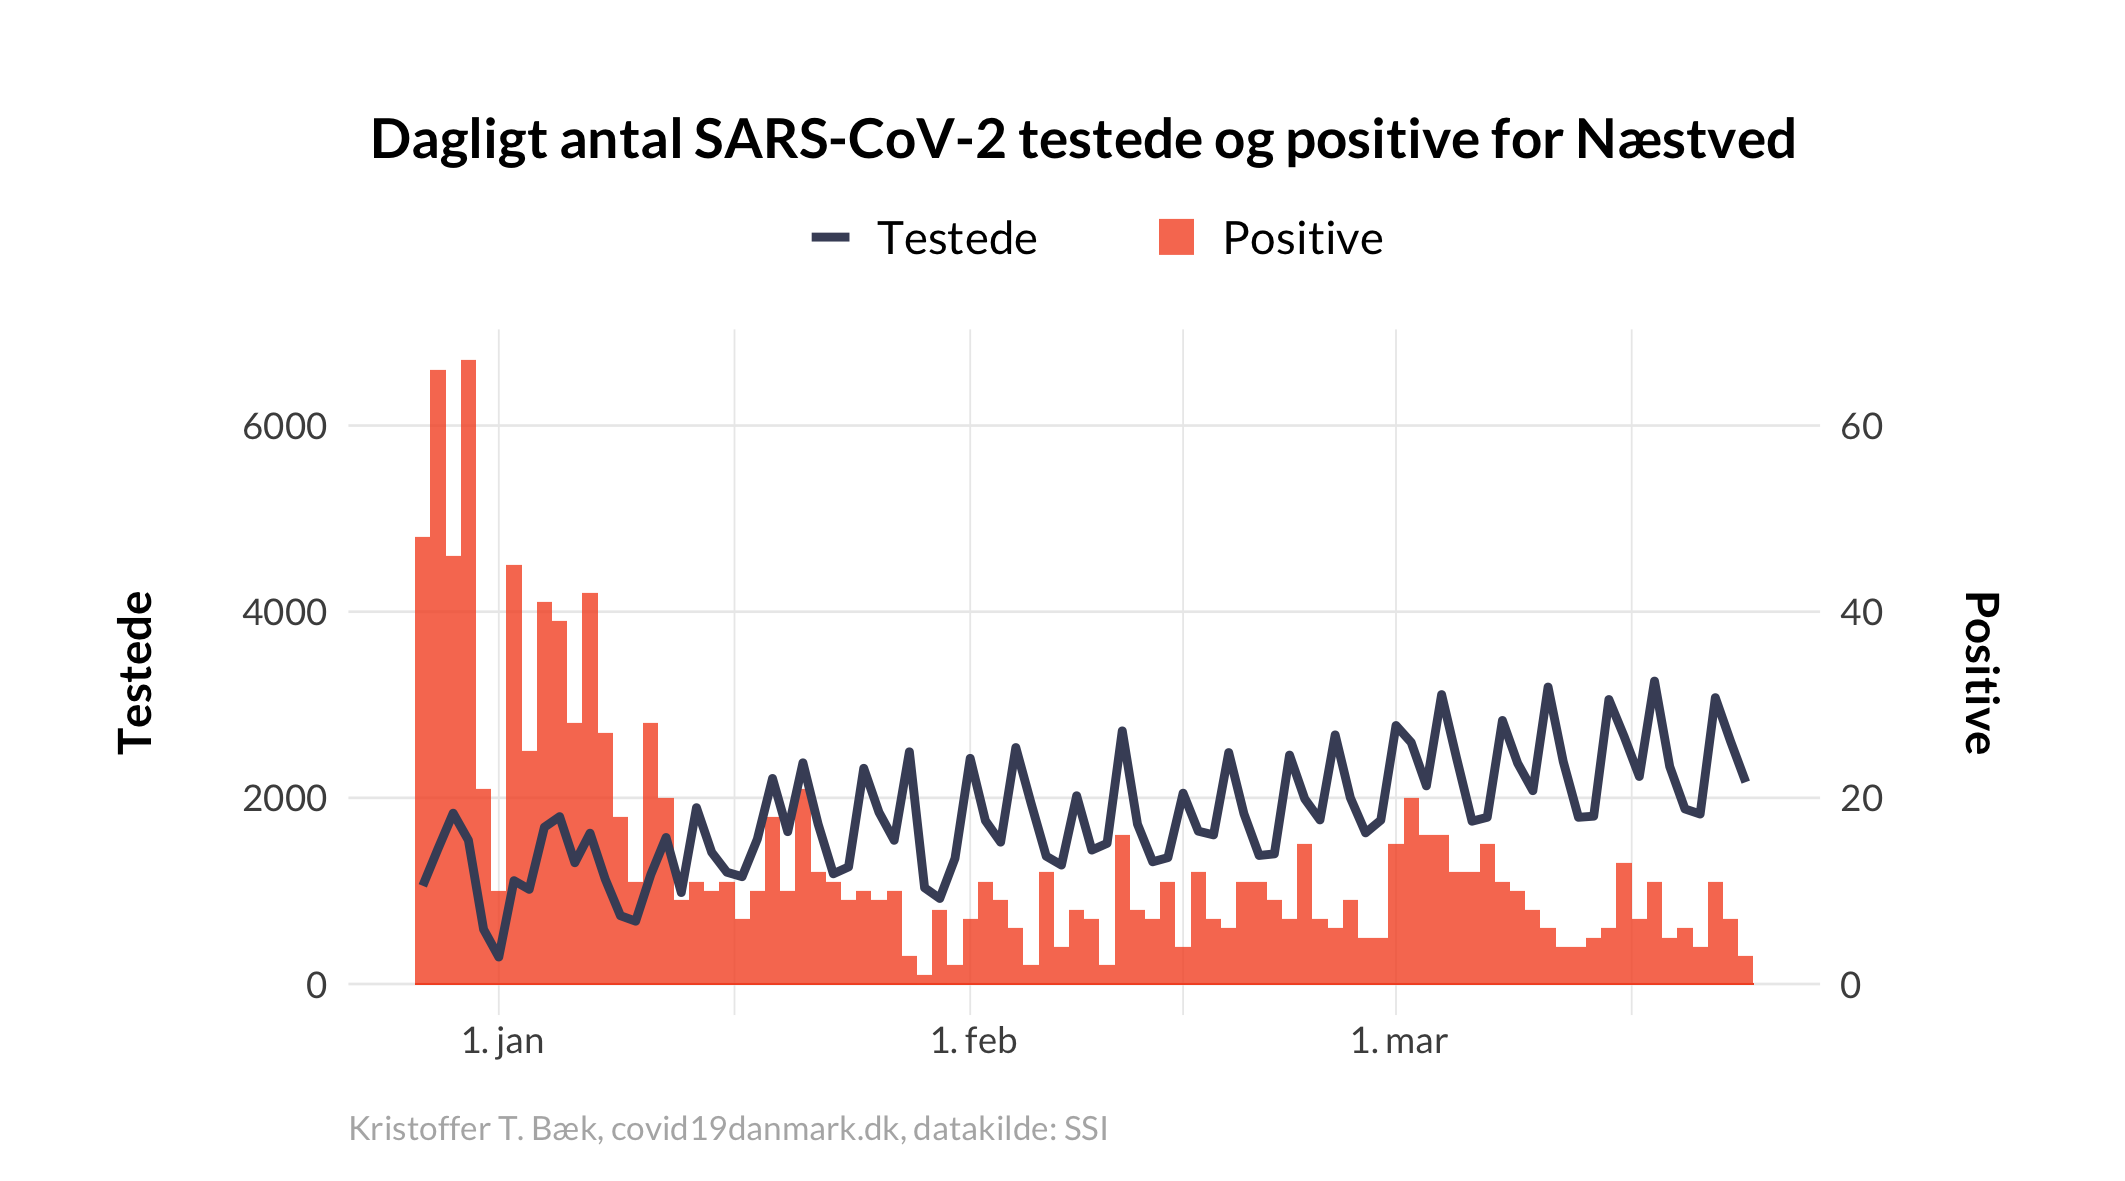 Dagligt antal SARS-CoV-2 testede og positive for Næstved
Testede
Positive
6000
4000
2000
0
60
40
20
0
Testede
Positive
1. jan
1. feb
1. mar
Kristoffer T. Bæk, covid19danmark.dk, datakilde: SSI